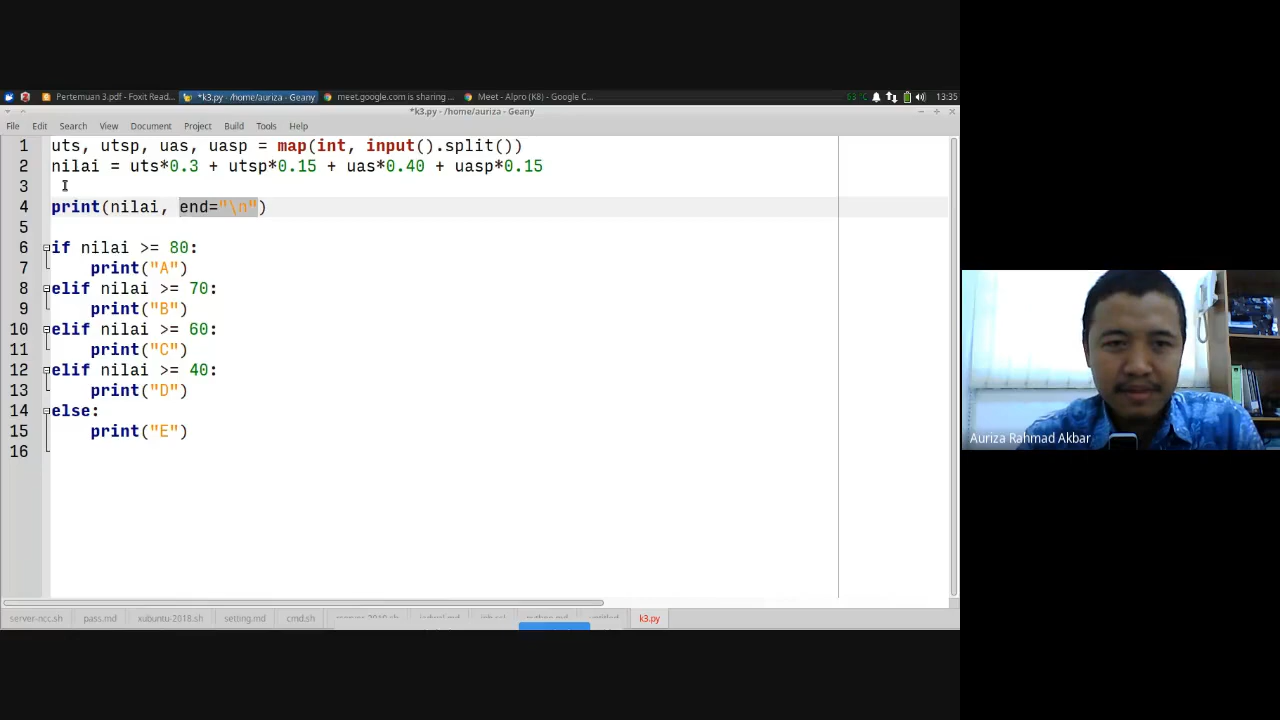 Pertemuan 3.pdf - Foxit Read... *k3.py - /home/auriza - Geany meet.google.com is sharing ... Meet - Alpro (K8) - Google C... 63 °C 13:35
*k3.py - /home/auriza - Geany
File Edit Search View Document Project Build Tools Help
1 uts, utsp, uas, uasp = map(int, input().split())
2 nilai = uts*0.3 + utsp*0.15 + uas*0.40 + uasp*0.15
3
4 print(nilai, end="\n")
5
6 if nilai >= 80:
7 print("A")
8 elif nilai >= 70:
9 print("B")
10 elif nilai >= 60:
11 print("C")
12 elif nilai >= 40:
13 print("D")
14 else:
15 print("E")
16
Auriza Rahmad Akbar
server-ncc.sh pass.md xubuntu-2018.sh setting.md cmd.sh k3.py